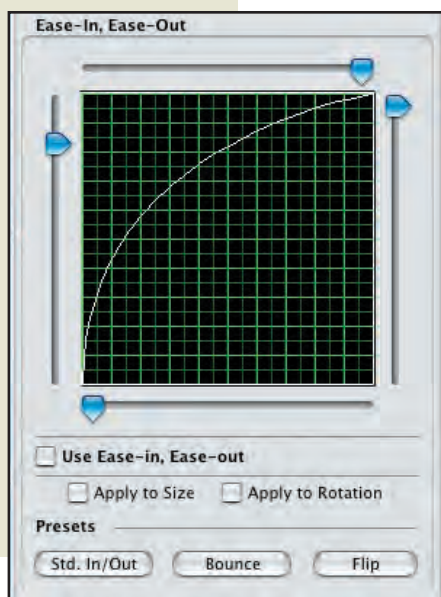 Ease-In, Ease-Out
Use Ease-in, Ease-out
Apply to Size Apply to Rotation
Presets
Std. In/Out Bounce Flip